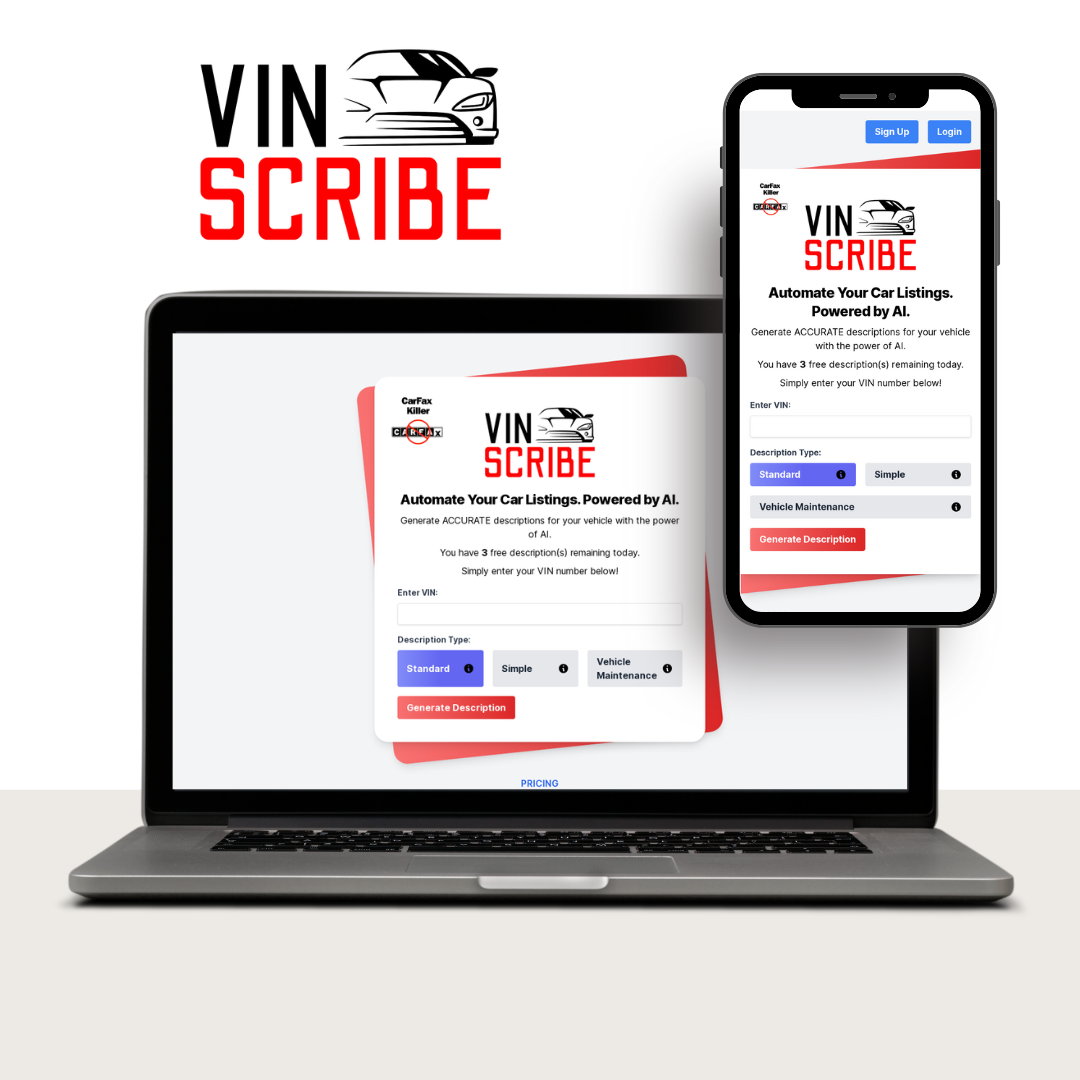 VIN
SCRIBE
CarFax
Killer
CARFAX
VIN
SCRIBE
Automate Your Car Listings. Powered by AI.
Generate ACCURATE descriptions for your vehicle with the power
of AI.
You have 3 free description(s) remaining today.
Simply enter your VIN number below!
Enter VIN:
Description Type:
Standard
Simple
Vehicle
Maintenance
Generate Description
PRICING
Sign Up
Login
CarFax
Killer
CARFAX
VIN
SCRIBE
Automate Your Car Listings.
Powered by AI.
Generate ACCURATE descriptions for your vehicle
with the power of AI.
You have 3 free description(s) remaining today.
Simply enter your VIN number below!
Enter VIN:
Description Type:
Standard
Simple
Vehicle Maintenance
Generate Description